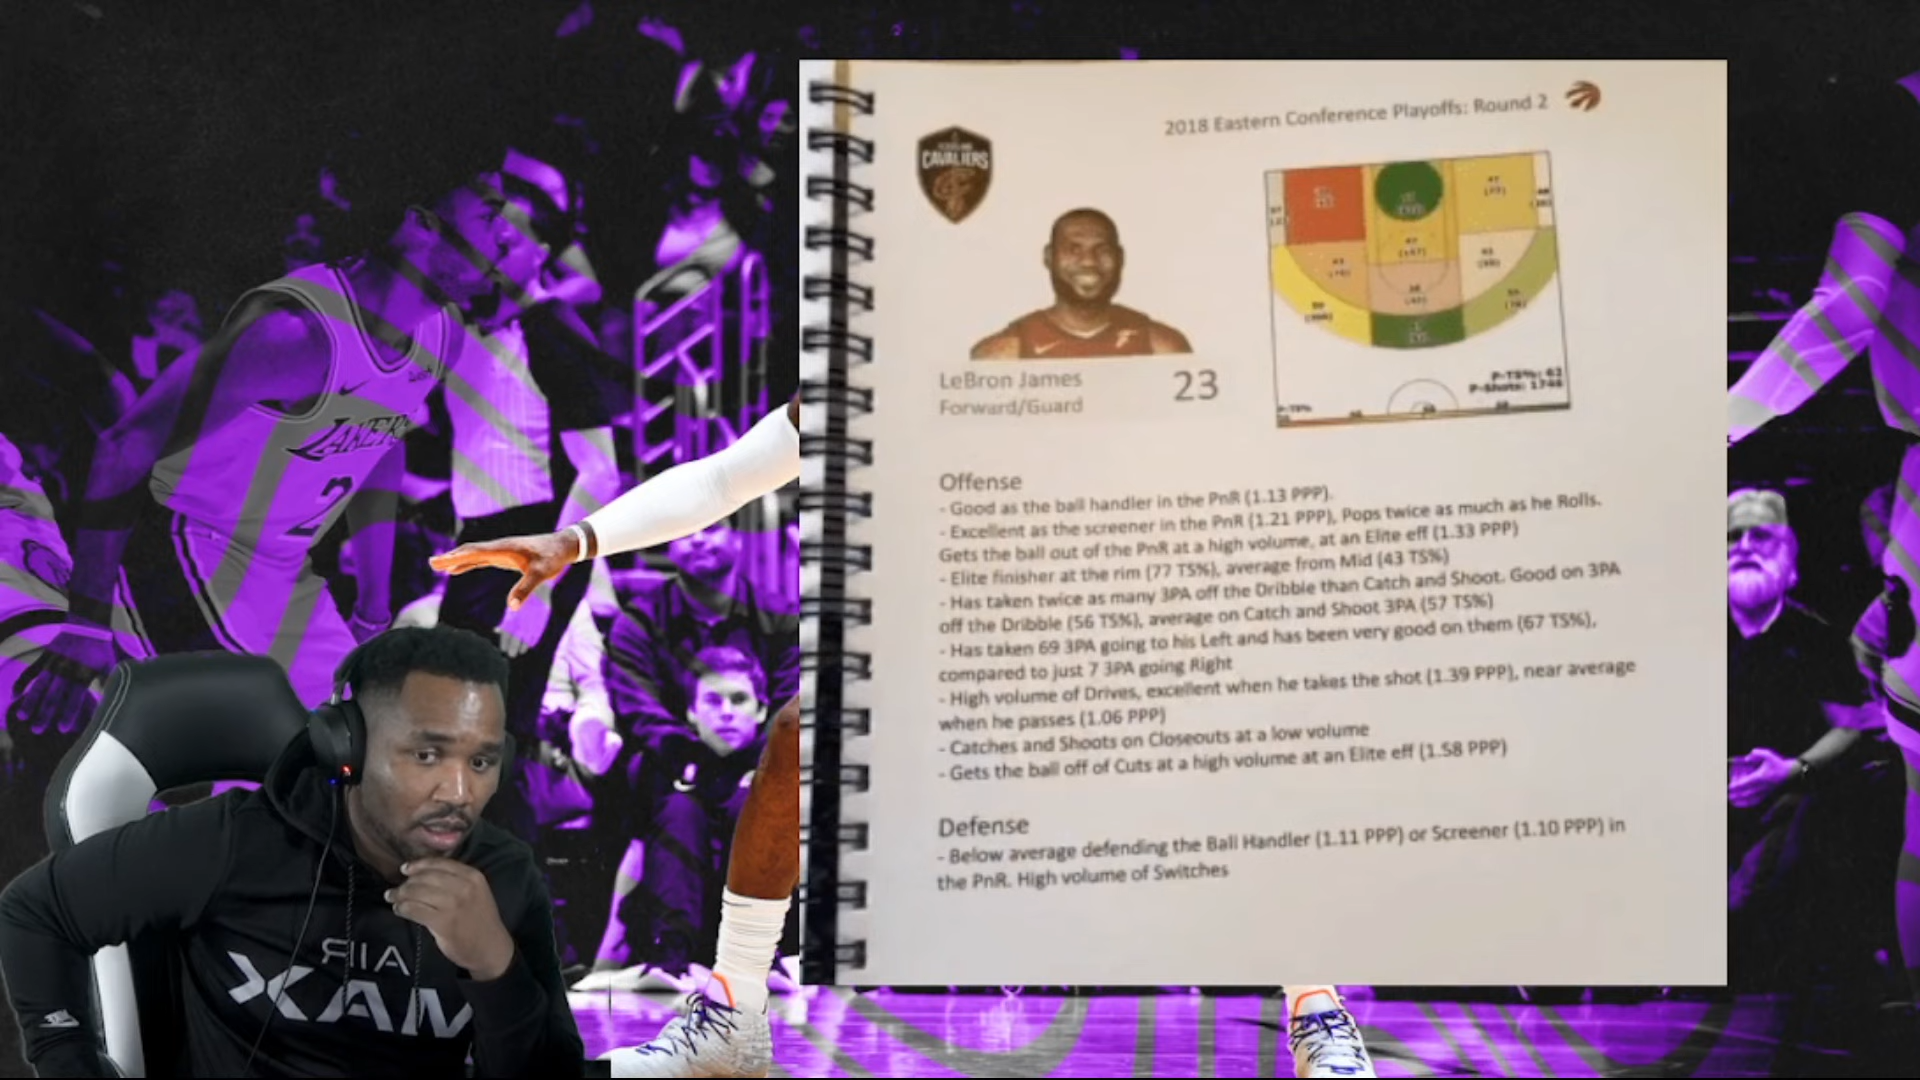 2018 Eastern Conference Playoffs: Round 2
CAVALIERS
LeBron James
23
Forward/Guard
P-TS%: 62
P-Shots: 1746
P-TS%
Offense
- Good as the ball handler in the PnR (1.13 PPP).
- Excellent as the screener in the PnR (1.21 PPP), Pops twice as much as he Rolls.
Gets the ball out of the PnR at a high volume, at an Elite eff (1.33 PPP)
- Elite finisher at the rim (77 TS%), average from Mid (43 TS%)
- Has taken twice as many 3PA off the Dribble than Catch and Shoot. Good on 3PA
off the Dribble (56 TS%), average on Catch and Shoot 3PA (57 TS%)
- Has taken 69 3PA going to his Left and has been very good on them (67 TS%),
compared to just 7 3PA going Right
- High volume of Drives, excellent when he takes the shot (1.39 PPP), near average
when he passes (1.06 PPP)
- Catches and Shoots on Closeouts at a low volume
- Gets the ball off of Cuts at a high volume at an Elite eff (1.58 PPP)
Defense
- Below average defending the Ball Handler (1.11 PPP) or Screener (1.10 PPP) in
the PnR. High volume of Switches
LAKERS
2
AIR
MAX